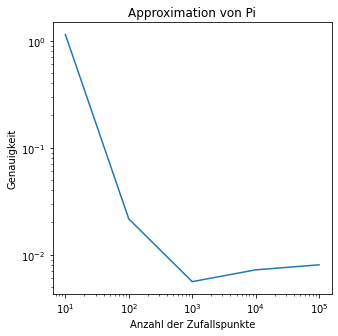 Approximation von Pi
Genauigkeit
10⁰
10⁻¹
10⁻²
10¹ 10² 10³ 10⁴ 10⁵
Anzahl der Zufallspunkte